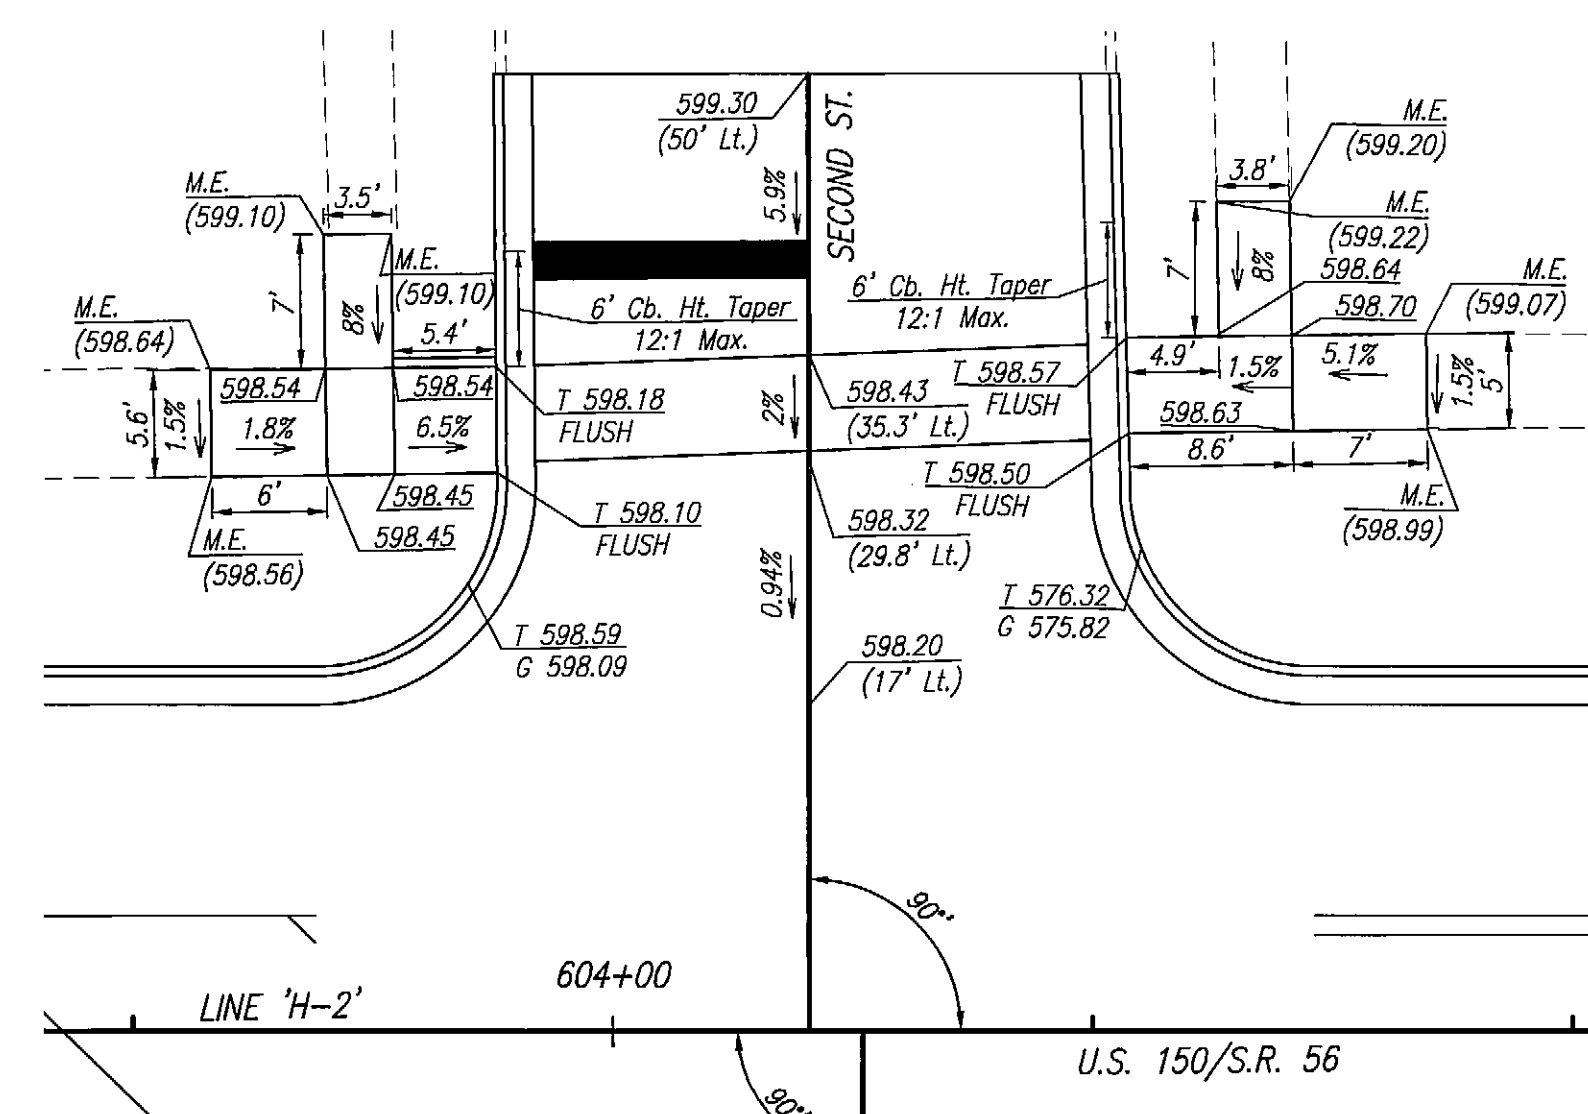 599.30
(50' Lt.)
SECOND ST.
5.9%
M.E.
(599.20)
3.8'
M.E.
(599.22)
7'
8%
598.64
598.70
M.E.
(599.07)
M.E.
(599.10)
3.5'
M.E.
(599.10)
7'
8%
5.4'
M.E.
(598.64)
6' Cb. Ht. Taper
12:1 Max.
6' Cb. Ht. Taper
12:1 Max.
598.54
598.54
T 598.18
FLUSH
5.6'
1.5%
1.8%
6.5%
2%
598.43
(35.3' Lt.)
T 598.57
FLUSH
4.9'
1.5%
5.1%
1.5%
5'
598.63
8.6'
7'
T 598.50
FLUSH
M.E.
(598.99)
6'
598.45
598.45
M.E.
(598.56)
T 598.10
FLUSH
598.32
(29.8' Lt.)
0.94%
T 576.32
G 575.82
T 598.59
G 598.09
598.20
(17' Lt.)
90°
604+00
LINE 'H-2'
U.S. 150/S.R. 56
90°